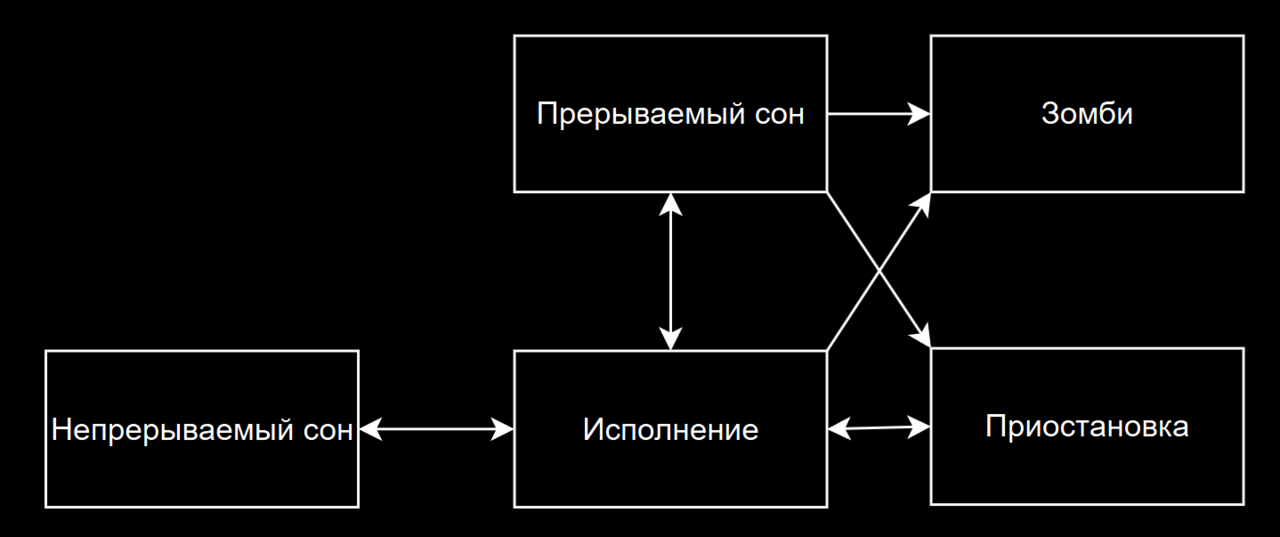 Прерываемый сон
Зомби
Непрерываемый сон
Исполнение
Приостановка